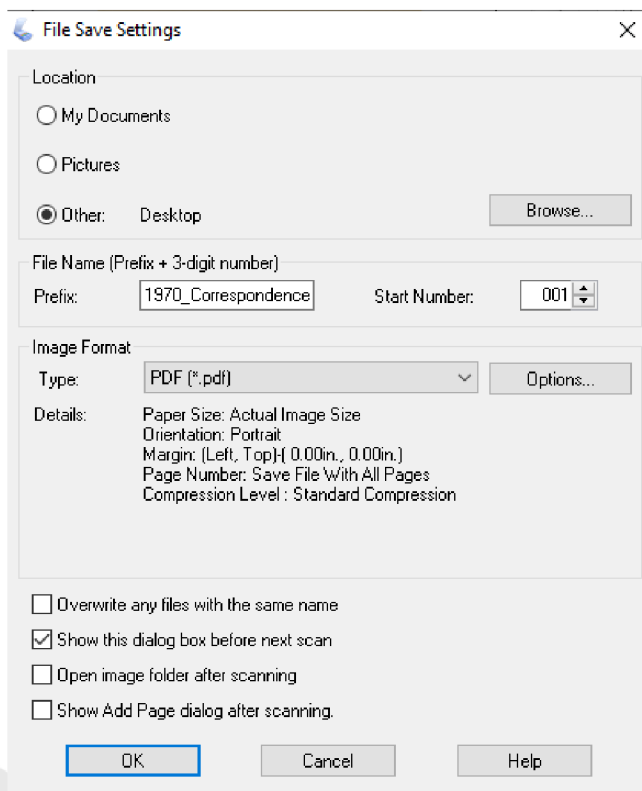 File Save Settings
Location
My Documents
Pictures
Other: Desktop Browse...
File Name (Prefix + 3-digit number)
Prefix: 1970_Correspondence Start Number: 001
Image Format
Type: PDF (*.pdf) Options...
Details: Paper Size: Actual Image Size
Orientation: Portrait
Margin: (Left, Top)-( 0.00in., 0.00in.)
Page Number: Save File With All Pages
Compression Level : Standard Compression
Overwrite any files with the same name
Show this dialog box before next scan
Open image folder after scanning
Show Add Page dialog after scanning.
OK Cancel Help